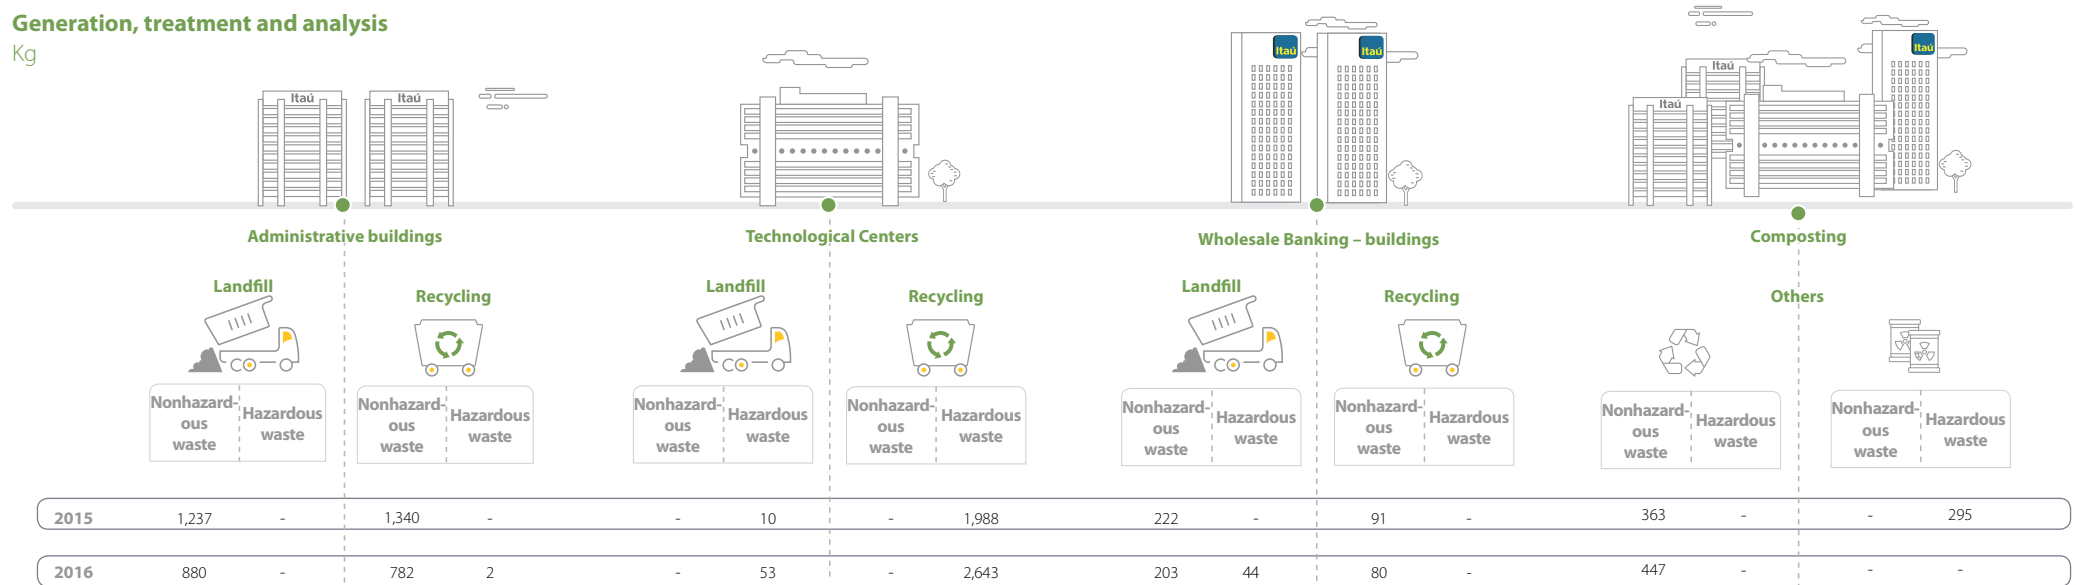 Generation, treatment and analysis
Kg
Itaú
Itaú
Itaú
Itaú
Itaú
Itaú
Itaú
Administrative buildings
Technological Centers
Wholesale Banking – buildings
Composting
Landfill
Recycling
Landfill
Recycling
Landfill
Recycling
Others
Nonhazard-
ous
waste
Hazardous
waste
Nonhazard-
ous
waste
Hazardous
waste
Nonhazard-
ous
waste
Hazardous
waste
Nonhazard-
ous
waste
Hazardous
waste
Nonhazard-
ous
waste
Hazardous
waste
Nonhazard-
ous
waste
Hazardous
waste
Nonhazard-
ous
waste
Hazardous
waste
Nonhazard-
ous
waste
Hazardous
waste
2015 1,237 - 1,340 - - 10 - 1,988 222 - 91 - 363 - - 295
2016 880 - 782 2 - 53 - 2,643 203 44 80 - 447 - - -